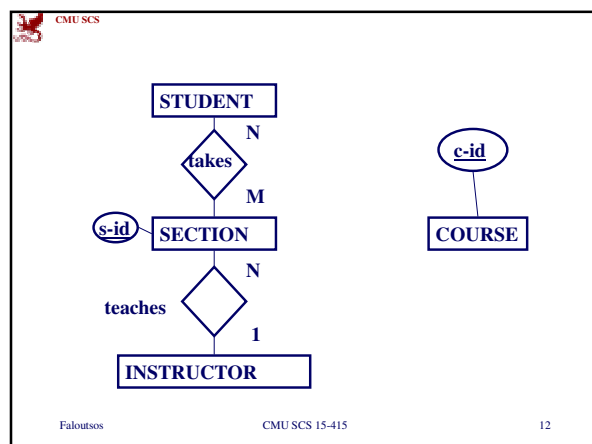 CMU SCS
STUDENT
N
takes
c-id
M
s-id
SECTION
COURSE
N
teaches
1
INSTRUCTOR
Faloutsos
CMU SCS 15-415
12